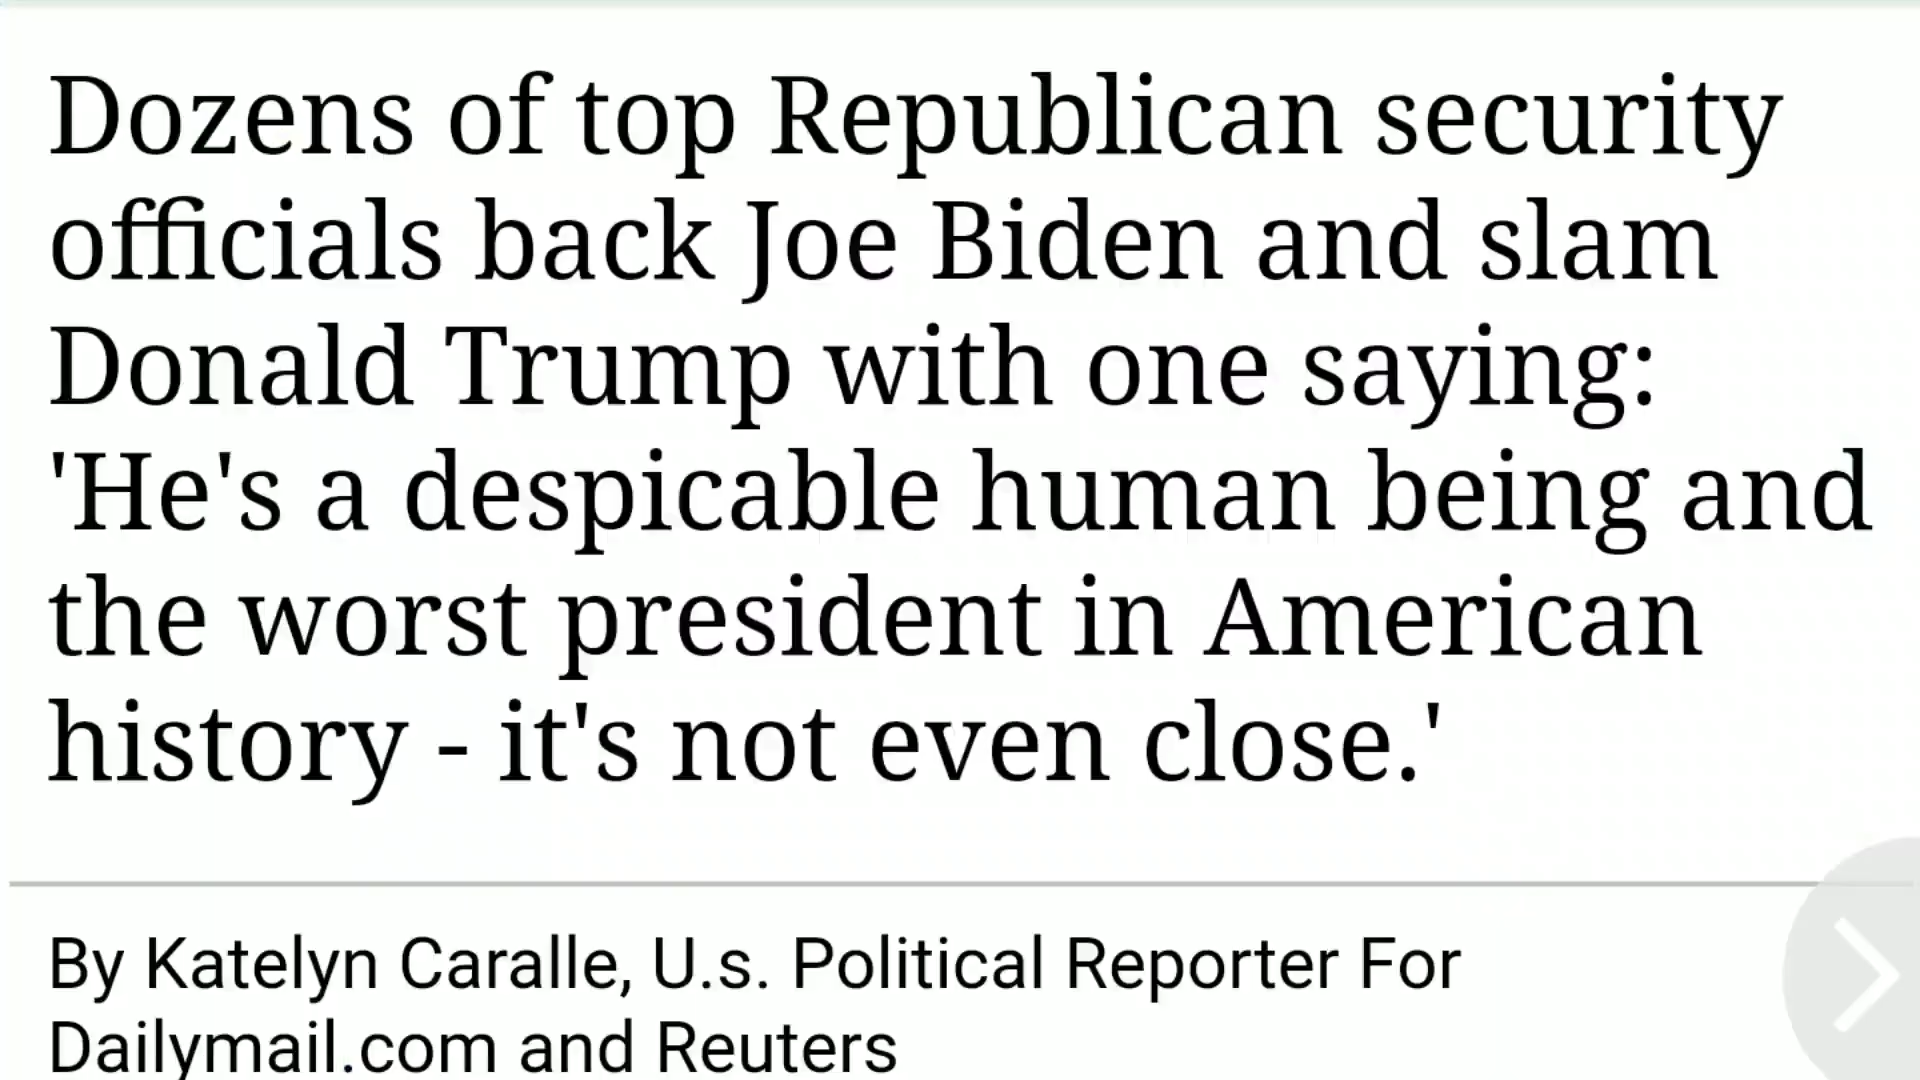 Dozens of top Republican security
officials back Joe Biden and slam
Donald Trump with one saying:
'He's a despicable human being and
the worst president in American
history - it's not even close.'
By Katelyn Caralle, U.s. Political Reporter For
Dailymail.com and Reuters